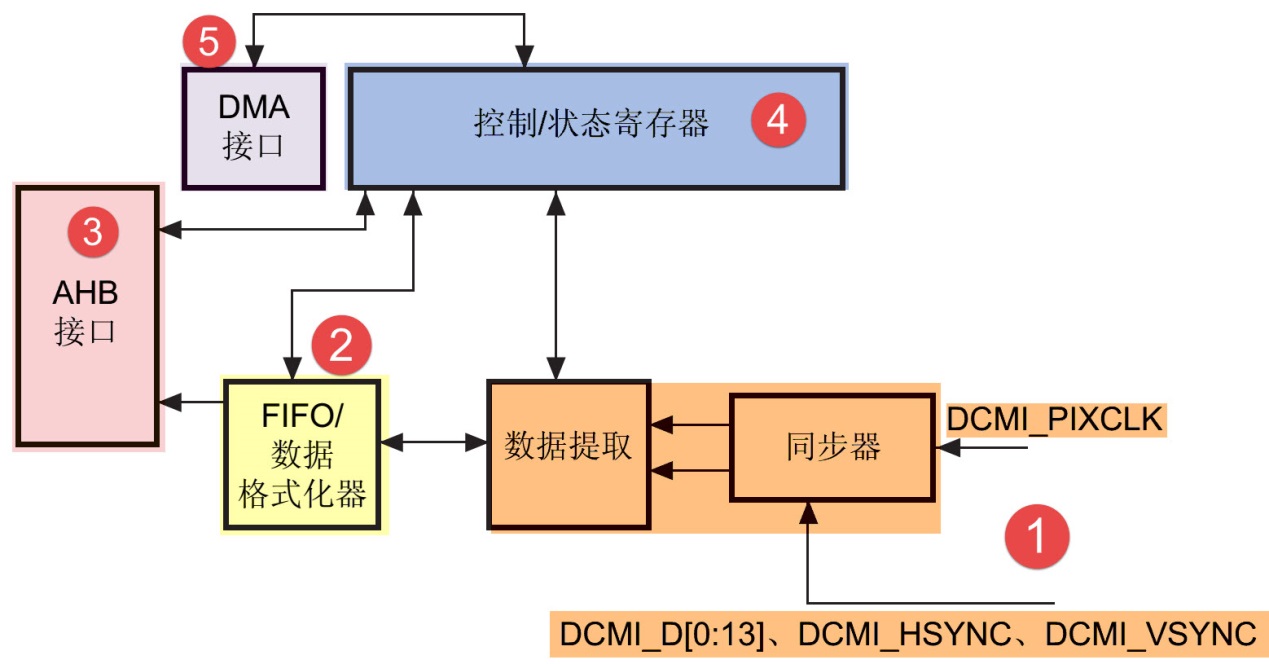 5
DMA
接口
控制/状态寄存器
4
3
AHB
接口
2
FIFO/
数据
格式化器
数据提取
同步器
DCMI_PIXCLK
1
DCMI_D[0:13]、DCMI_HSYNC、DCMI_VSYNC